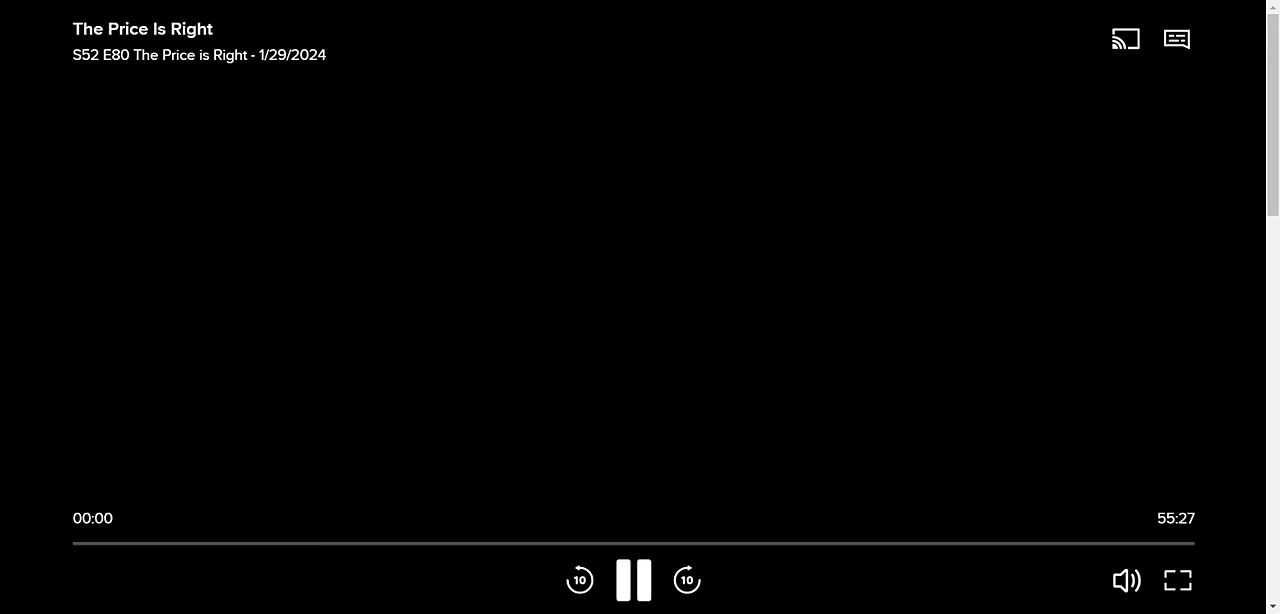 The Price Is Right
S52 E80 The Price is Right - 1/29/2024
00:00
55:27
10
10